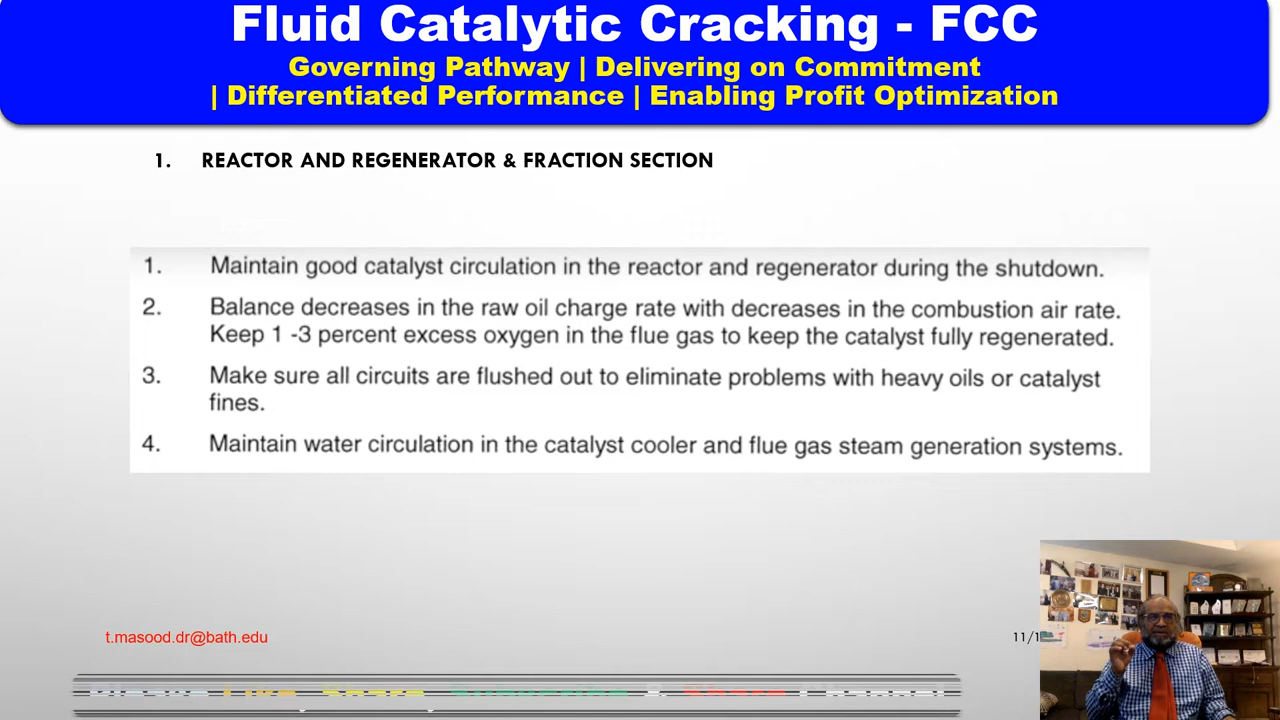 Fluid Catalytic Cracking - FCC
Governing Pathway | Delivering on Commitment
| Differentiated Performance | Enabling Profit Optimization
1. REACTOR AND REGENERATOR & FRACTION SECTION
1. Maintain good catalyst circulation in the reactor and regenerator during the shutdown.
2. Balance decreases in the raw oil charge rate with decreases in the combustion air rate.
Keep 1 -3 percent excess oxygen in the flue gas to keep the catalyst fully regenerated.
3. Make sure all circuits are flushed out to eliminate problems with heavy oils or catalyst
fines.
4. Maintain water circulation in the catalyst cooler and flue gas steam generation systems.
t.masood.dr@bath.edu
11/1